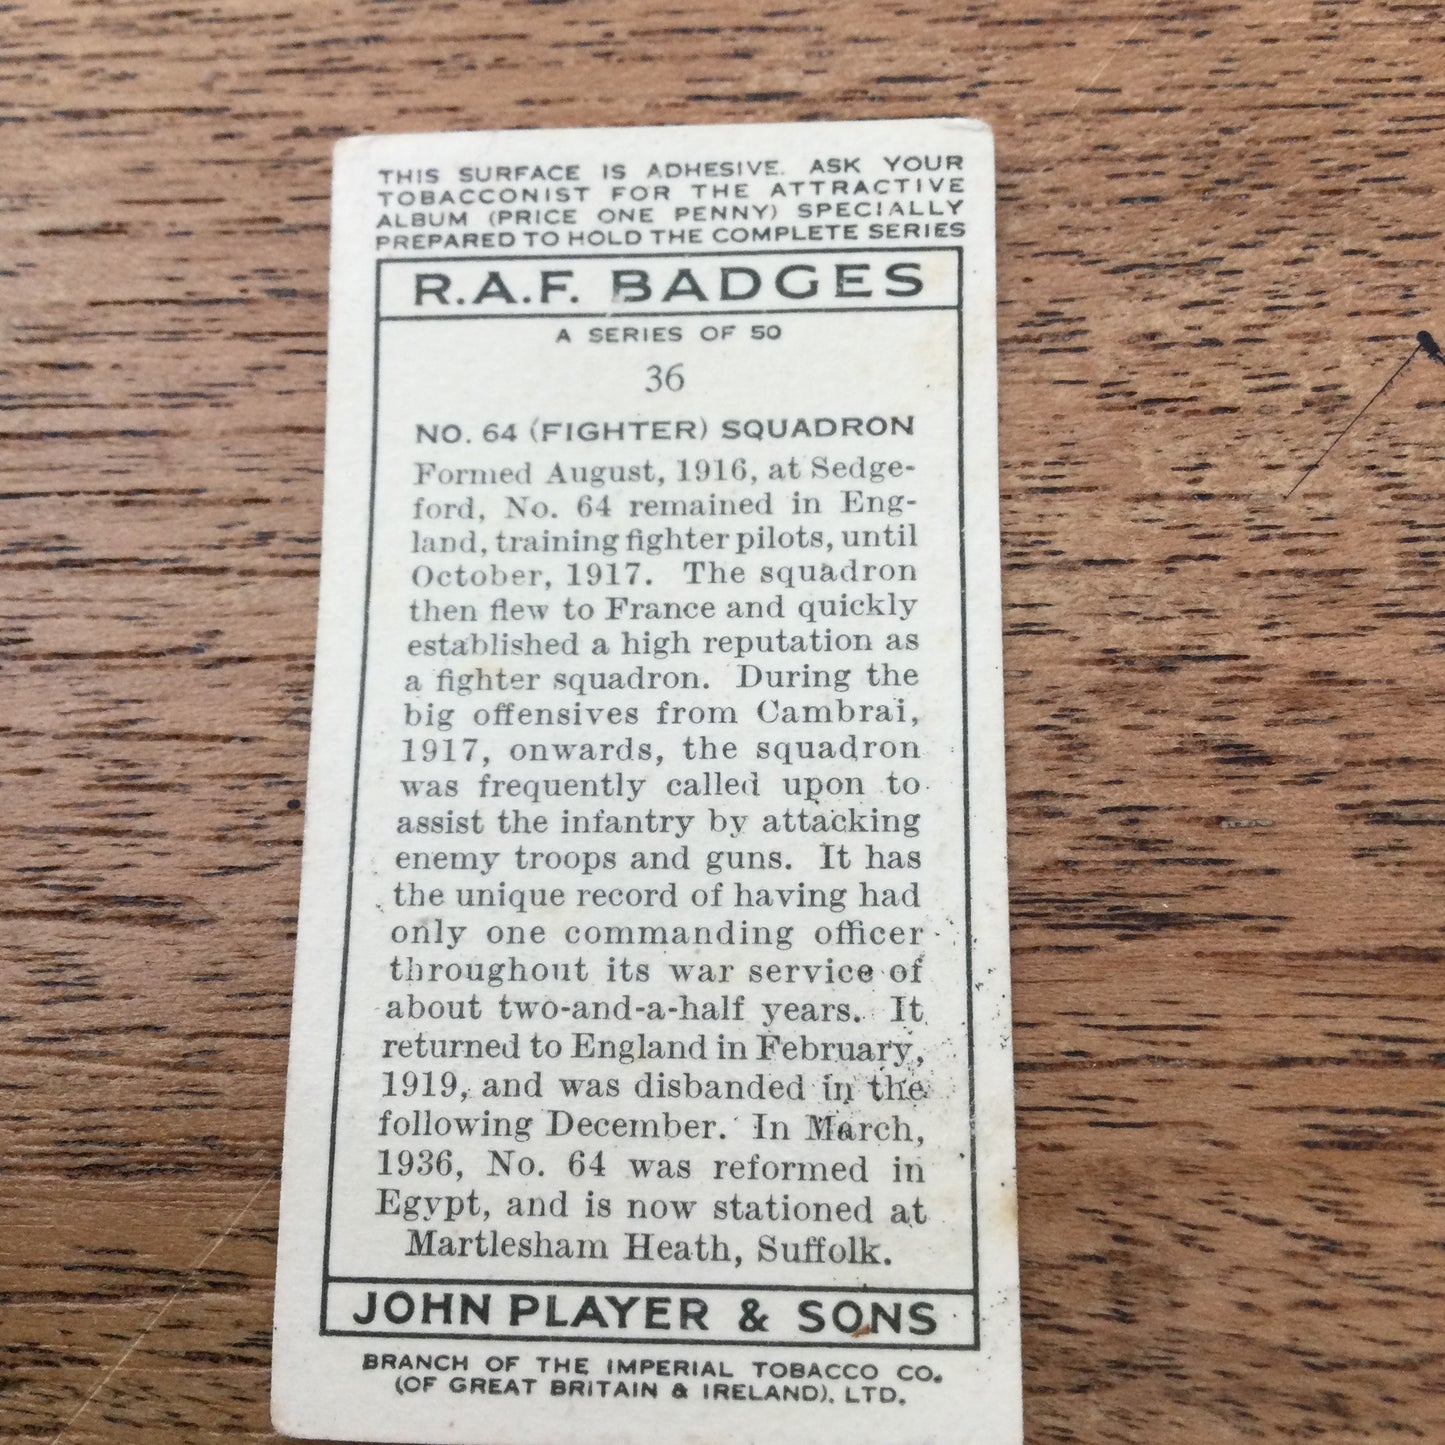 THIS SURFACE IS ADHESIVE. ASK YOUR
TOBACCONIST FOR THE ATTRACTIVE
ALBUM (PRICE ONE PENNY) SPECIALLY
PREPARED TO HOLD THE COMPLETE SERIES
R.A.F. BADGES
A SERIES OF 50
36
NO. 64 (FIGHTER) SQUADRON
Formed August, 1916, at Sedge-
ford, No. 64 remained in Eng-
land, training fighter pilots, until
October, 1917. The squadron
then flew to France and quickly
established a high reputation as
a fighter squadron. During the
big offensives from Cambrai,
1917, onwards, the squadron
was frequently called upon to
assist the infantry by attacking
enemy troops and guns. It has
the unique record of having had
only one commanding officer
throughout its war service of
about two-and-a-half years. It
returned to England in February,
1919, and was disbanded in the
following December. In March,
1936, No. 64 was reformed in
Egypt, and is now stationed at
Martlesham Heath, Suffolk.
JOHN PLAYER & SONS
BRANCH OF THE IMPERIAL TOBACCO CO.
(OF GREAT BRITAIN & IRELAND), LTD.